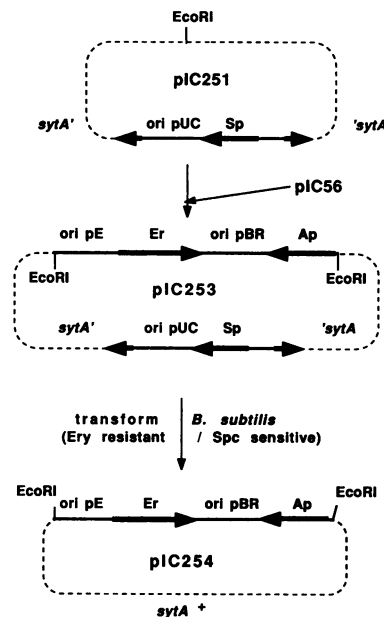 EcoRI
pIC251
sytA' ori pUC Sp 'sytA
pIC56
ori pE Er ori pBR Ap
EcoRI EcoRI
pIC253
sytA' ori pUC Sp 'sytA
transform B. subtilis
(Ery resistant / Spc sensitive)
EcoRI EcoRI
ori pE Er ori pBR Ap
pIC254
sytA +